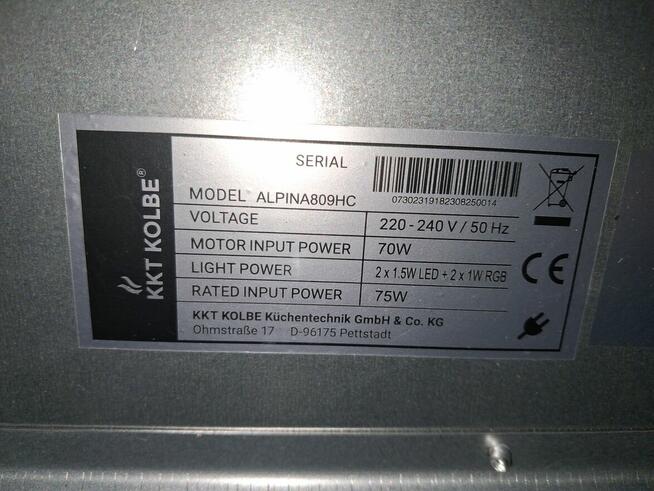 KKT KOLBE®
SERIAL
07302319182308250014
MODEL ALPINA809HC
VOLTAGE 220 - 240 V / 50 Hz
MOTOR INPUT POWER 70W
LIGHT POWER 2 x 1.5W LED + 2 x 1W RGB
RATED INPUT POWER 75W
KKT KOLBE Küchentechnik GmbH & Co. KG
Ohmstraße 17 D-96175 Pettstadt
CE